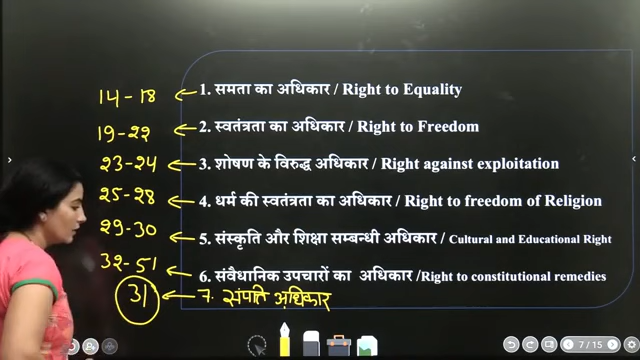 14-18 ← 1. समता का अधिकार / Right to Equality
19-22 ← 2. स्वतंत्रता का अधिकार / Right to Freedom
23-24 ← 3. शोषण के विरुद्ध अधिकार / Right against exploitation
25-28 ← 4. धर्म की स्वतंत्रता का अधिकार / Right to freedom of Religion
29-30 ← 5. संस्कृति और शिक्षा सम्बन्धी अधिकार / Cultural and Educational Right
32-51 ← 6. संवैधानिक उपचारों का अधिकार /Right to constitutional remedies
31 ← 7. संपति अधिकार
7 / 15